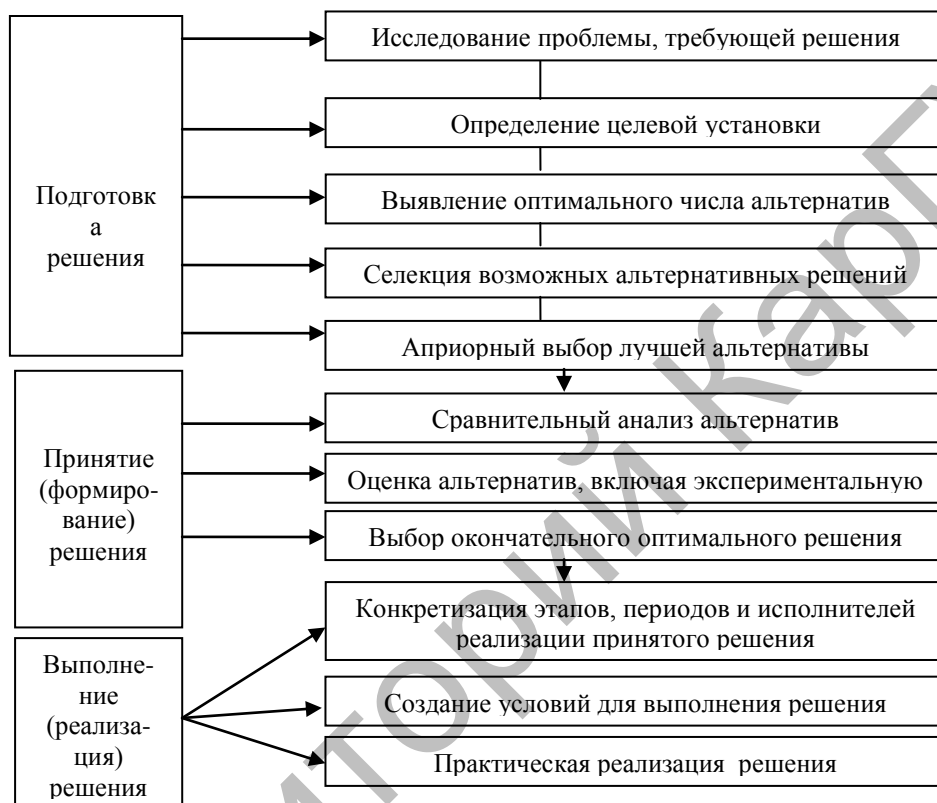 Подготовк
а
решения
Исследование проблемы, требующей решения
Определение целевой установки
Выявление оптимального числа альтернатив
Селекция возможных альтернативных решений
Априорный выбор лучшей альтернативы
Принятие
(формиро-
вание)
решения
Сравнительный анализ альтернатив
Оценка альтернатив, включая экспериментальную
Выбор окончательного оптимального решения
Выполне-
ние
(реализа-
ция)
решения
Конкретизация этапов, периодов и исполнителей
реализации принятого решения
Создание условий для выполнения решения
Практическая реализация решения